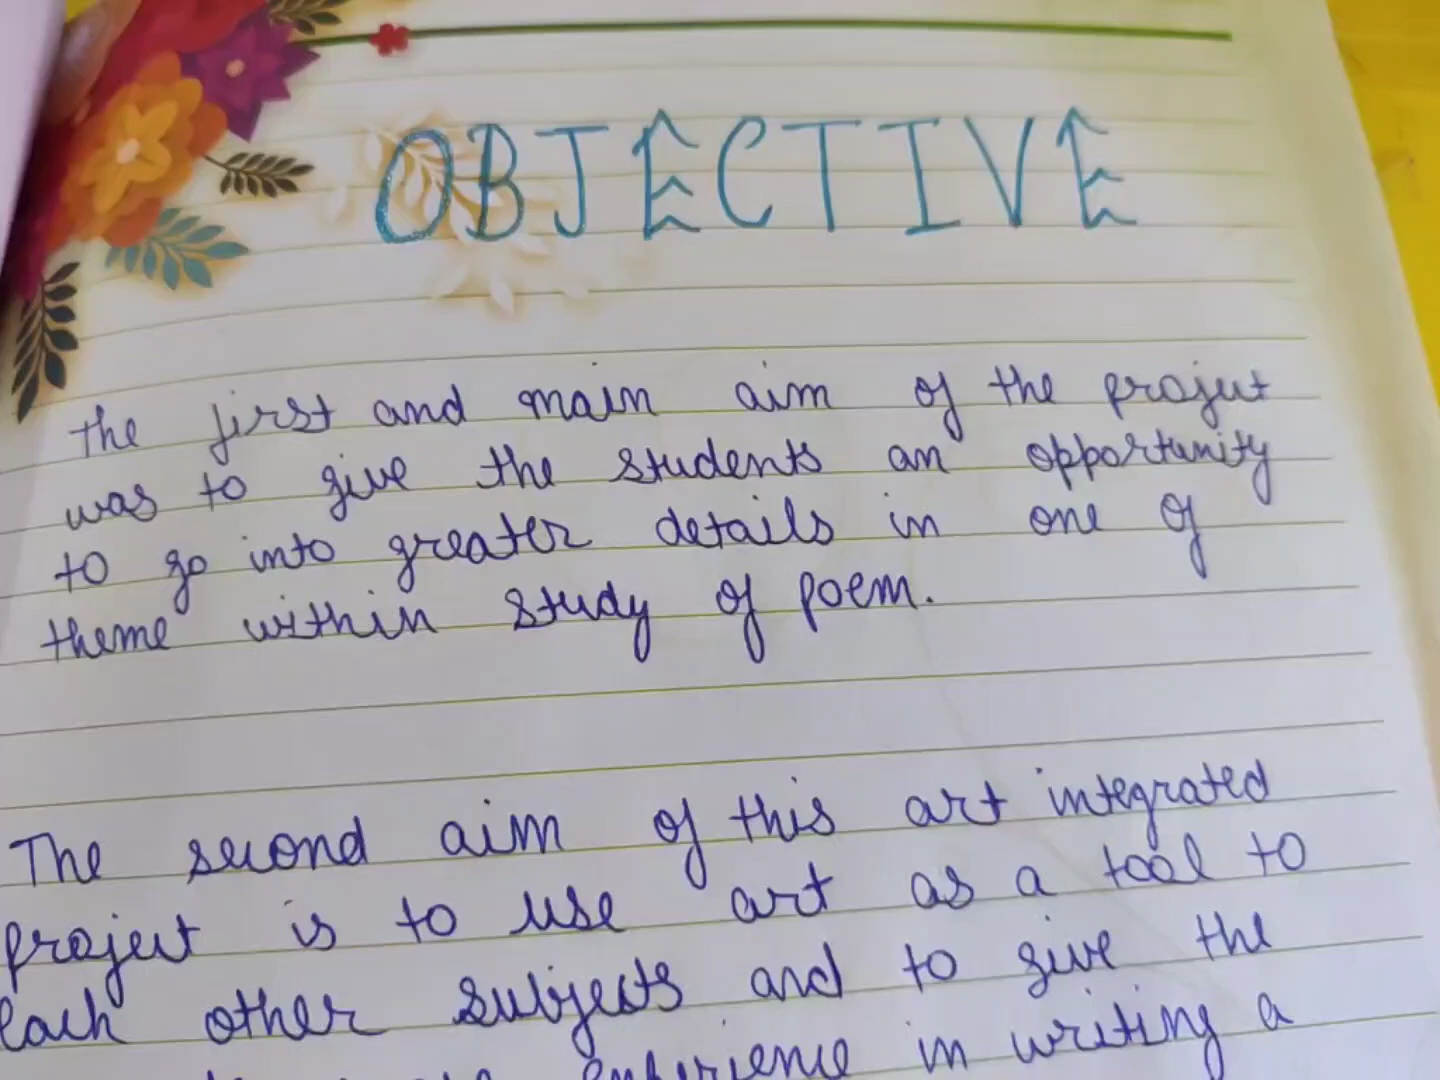 OBJECTIVE
the first and main aim of the project
was to give the students an opportunity
to go into greater details in one of
theme within study of poem.
The second aim of this art integrated
project is to use art as a tool to
each other subjects and to give the
experience in writing a